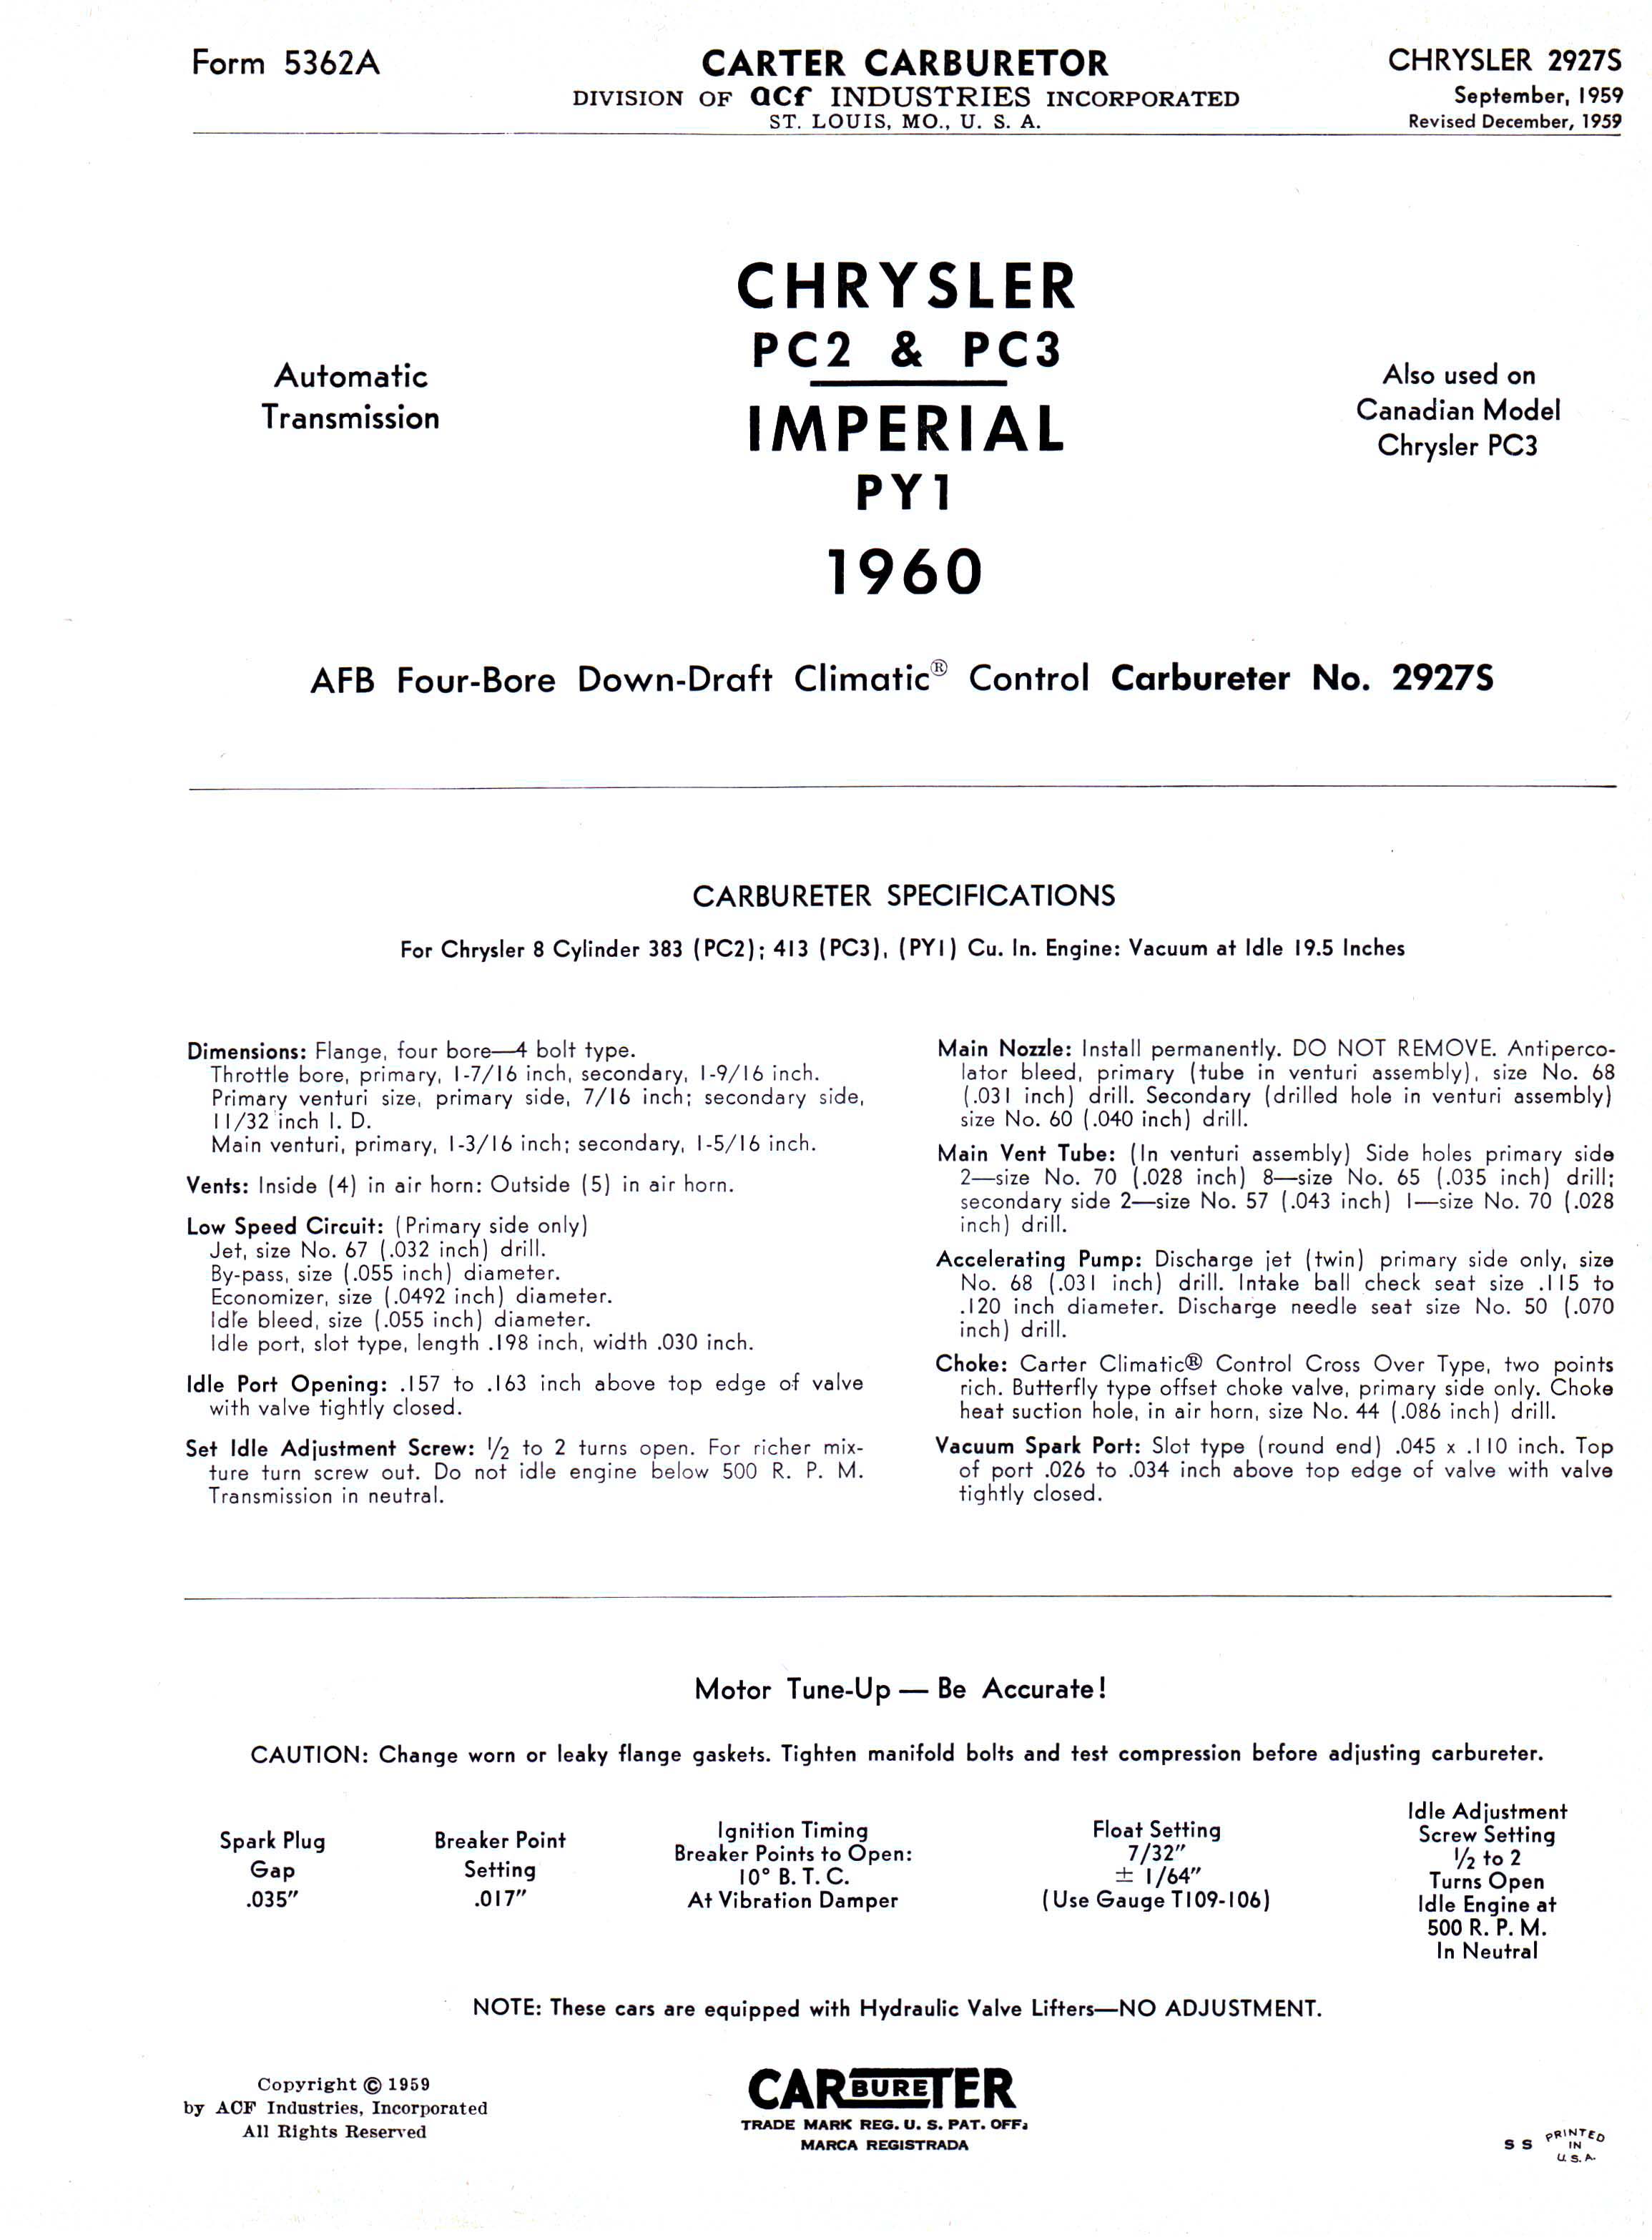 Form 5362A
CARTER CARBURETOR
DIVISION OF acf INDUSTRIES INCORPORATED
ST. LOUIS, MO., U. S. A.
CHRYSLER 2927S
September, 1959
Revised December, 1959
CHRYSLER
PC2 & PC3
IMPERIAL
PY1
1960
Automatic
Transmission
Also used on
Canadian Model
Chrysler PC3
AFB Four-Bore Down-Draft Climatic® Control Carbureter No. 2927S
CARBURETER SPECIFICATIONS
For Chrysler 8 Cylinder 383 (PC2); 413 (PC3), (PY1) Cu. In. Engine: Vacuum at Idle 19.5 Inches
Dimensions: Flange, four bore—4 bolt type.
Throttle bore, primary, 1-7/16 inch, secondary, 1-9/16 inch.
Primary venturi size, primary side, 7/16 inch; secondary side,
11/32 inch I. D.
Main venturi, primary, 1-3/16 inch; secondary, 1-5/16 inch.
Vents: Inside (4) in air horn: Outside (5) in air horn.
Low Speed Circuit: (Primary side only)
Jet, size No. 67 (.032 inch) drill.
By-pass, size (.055 inch) diameter.
Economizer, size (.0492 inch) diameter.
Idle bleed, size (.055 inch) diameter.
Idle port, slot type, length .198 inch, width .030 inch.
Idle Port Opening: .157 to .163 inch above top edge of valve
with valve tightly closed.
Set Idle Adjustment Screw: 1/2 to 2 turns open. For richer mix-
ture turn screw out. Do not idle engine below 500 R. P. M.
Transmission in neutral.
Main Nozzle: Install permanently. DO NOT REMOVE. Antiperco-
lator bleed, primary (tube in venturi assembly), size No. 68
(.031 inch) drill. Secondary (drilled hole in venturi assembly)
size No. 60 (.040 inch) drill.
Main Vent Tube: (In venturi assembly) Side holes primary side
2—size No. 70 (.028 inch) 8—size No. 65 (.035 inch) drill;
secondary side 2—size No. 57 (.043 inch) 1—size No. 70 (.028
inch) drill.
Accelerating Pump: Discharge jet (twin) primary side only, size
No. 68 (.031 inch) drill. Intake ball check seat size .115 to
.120 inch diameter. Discharge needle seat size No. 50 (.070
inch) drill.
Choke: Carter Climatic® Control Cross Over Type, two points
rich. Butterfly type offset choke valve, primary side only. Choke
heat suction hole, in air horn, size No. 44 (.086 inch) drill.
Vacuum Spark Port: Slot type (round end) .045 x .110 inch. Top
of port .026 to .034 inch above top edge of valve with valve
tightly closed.
Motor Tune-Up — Be Accurate!
CAUTION: Change worn or leaky flange gaskets. Tighten manifold bolts and test compression before adjusting carbureter.
Spark Plug
Gap
.035″
Breaker Point
Setting
.017″
Ignition Timing
Breaker Points to Open:
10° B. T. C.
At Vibration Damper
Float Setting
7/32″
± 1/64″
(Use Gauge T109-106)
Idle Adjustment
Screw Setting
1/2 to 2
Turns Open
Idle Engine at
500 R. P. M.
In Neutral
NOTE: These cars are equipped with Hydraulic Valve Lifters—NO ADJUSTMENT.
Copyright © 1959
by ACF Industries, Incorporated
All Rights Reserved
CARBURETER
TRADE MARK REG. U. S. PAT. OFF.
MARCA REGISTRADA
S S PRINTED
IN
U. S. A.